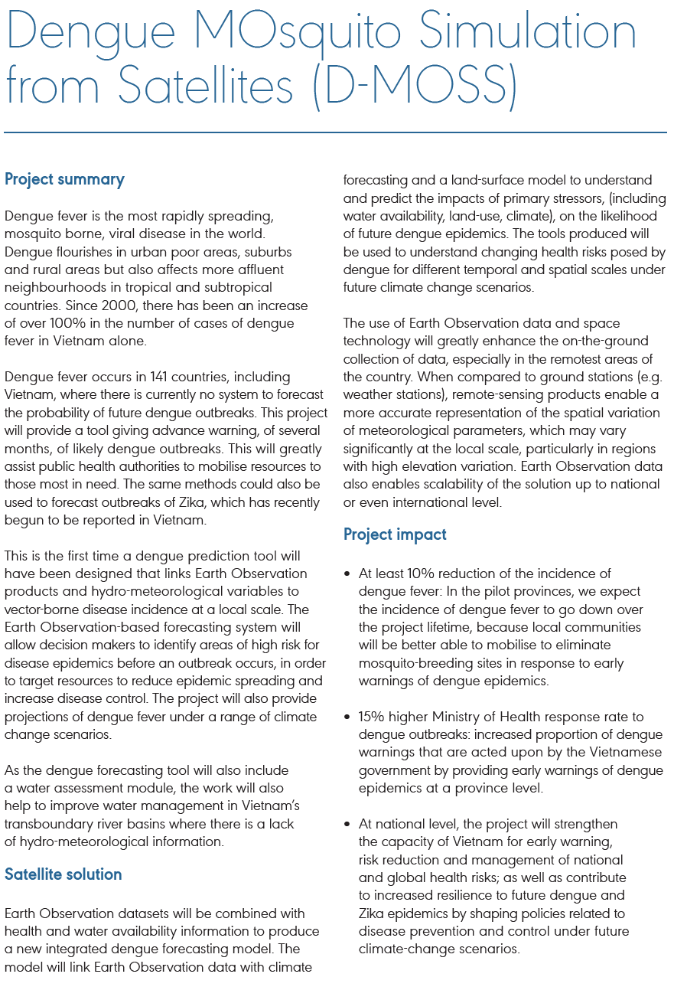 Dengue MOsquito Simulation
from Satellites (D-MOSS)
Project summary
Dengue fever is the most rapidly spreading,
mosquito borne, viral disease in the world.
Dengue flourishes in urban poor areas, suburbs
and rural areas but also affects more affluent
neighbourhoods in tropical and subtropical
countries. Since 2000, there has been an increase
of over 100% in the number of cases of dengue
fever in Vietnam alone.
Dengue fever occurs in 141 countries, including
Vietnam, where there is currently no system to forecast
the probability of future dengue outbreaks. This project
will provide a tool giving advance warning, of several
months, of likely dengue outbreaks. This will greatly
assist public health authorities to mobilise resources to
those most in need. The same methods could also be
used to forecast outbreaks of Zika, which has recently
begun to be reported in Vietnam.
This is the first time a dengue prediction tool will
have been designed that links Earth Observation
products and hydro-meteorological variables to
vector-borne disease incidence at a local scale. The
Earth Observation-based forecasting system will
allow decision makers to identify areas of high risk for
disease epidemics before an outbreak occurs, in order
to target resources to reduce epidemic spreading and
increase disease control. The project will also provide
projections of dengue fever under a range of climate
change scenarios.
As the dengue forecasting tool will also include
a water assessment module, the work will also
help to improve water management in Vietnam's
transboundary river basins where there is a lack
of hydro-meteorological information.
Satellite solution
Earth Observation datasets will be combined with
health and water availability information to produce
a new integrated dengue forecasting model. The
model will link Earth Observation data with climate
forecasting and a land-surface model to understand
and predict the impacts of primary stressors, (including
water availability, land-use, climate), on the likelihood
of future dengue epidemics. The tools produced will
be used to understand changing health risks posed by
dengue for different temporal and spatial scales under
future climate change scenarios.
The use of Earth Observation data and space
technology will greatly enhance the on-the-ground
collection of data, especially in the remotest areas of
the country. When compared to ground stations (e.g.
weather stations), remote-sensing products enable a
more accurate representation of the spatial variation
of meteorological parameters, which may vary
significantly at the local scale, particularly in regions
with high elevation variation. Earth Observation data
also enables scalability of the solution up to national
or even international level.
Project impact
• At least 10% reduction of the incidence of
dengue fever: In the pilot provinces, we expect
the incidence of dengue fever to go down over
the project lifetime, because local communities
will be better able to mobilise to eliminate
mosquito-breeding sites in response to early
warnings of dengue epidemics.
• 15% higher Ministry of Health response rate to
dengue outbreaks: increased proportion of dengue
warnings that are acted upon by the Vietnamese
government by providing early warnings of dengue
epidemics at a province level.
• At national level, the project will strengthen
the capacity of Vietnam for early warning,
risk reduction and management of national
and global health risks; as well as contribute
to increased resilience to future dengue and
Zika epidemics by shaping policies related to
disease prevention and control under future
climate-change scenarios.